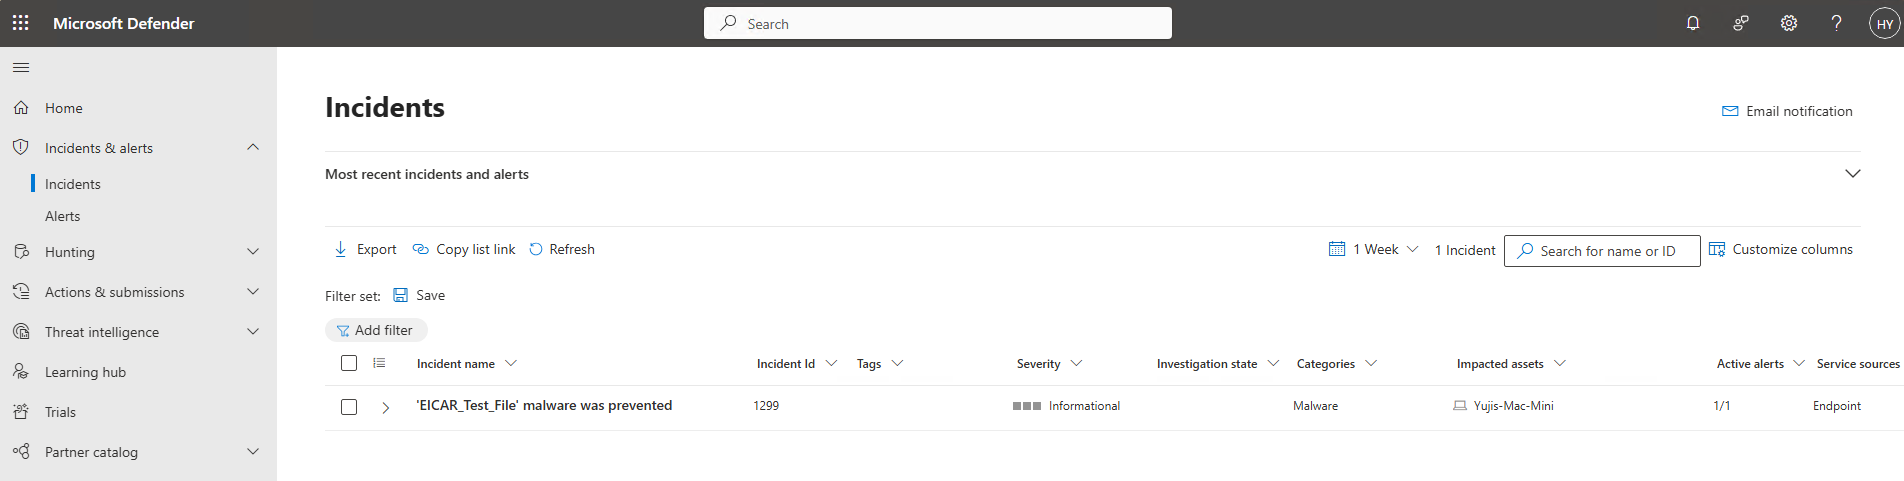 Microsoft Defender
Search
HY
Home
Incidents & alerts
Incidents
Alerts
Hunting
Actions & submissions
Threat intelligence
Learning hub
Trials
Partner catalog
Incidents
Email notification
Most recent incidents and alerts
Export Copy list link Refresh 1 Week 1 Incident Search for name or ID Customize columns
Filter set: Save
Add filter
Incident name Incident Id Tags Severity Investigation state Categories Impacted assets Active alerts Service sources
'EICAR_Test_File' malware was prevented 1299 Informational Malware Yujis-Mac-Mini 1/1 Endpoint